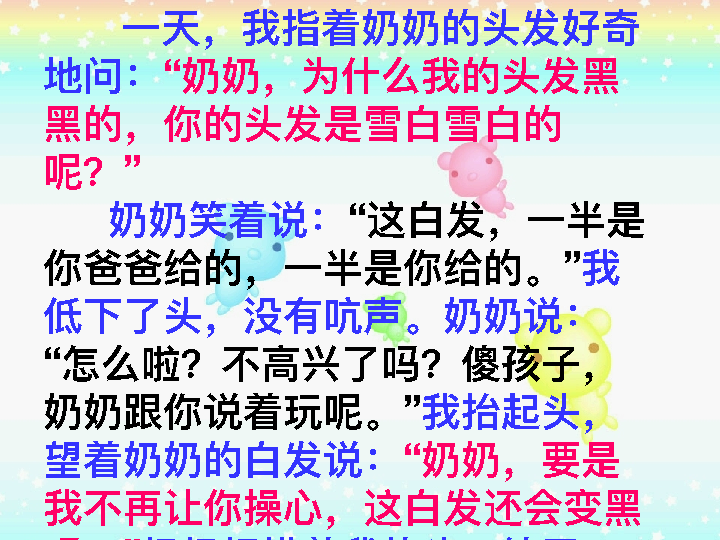 一天，我指着奶奶的头发好奇
地问：“奶奶，为什么我的头发黑
黑的，你的头发是雪白雪白的
呢？”
奶奶笑着说：“这白发，一半是
你爸爸给的，一半是你给的。”我
低下了头，没有吭声。奶奶说：
“怎么啦？不高兴了吗？傻孩子，
奶奶跟你说着玩呢。”我抬起头，
望着奶奶的白发说：“奶奶，要是
我不再让你操心，这白发还会变黑